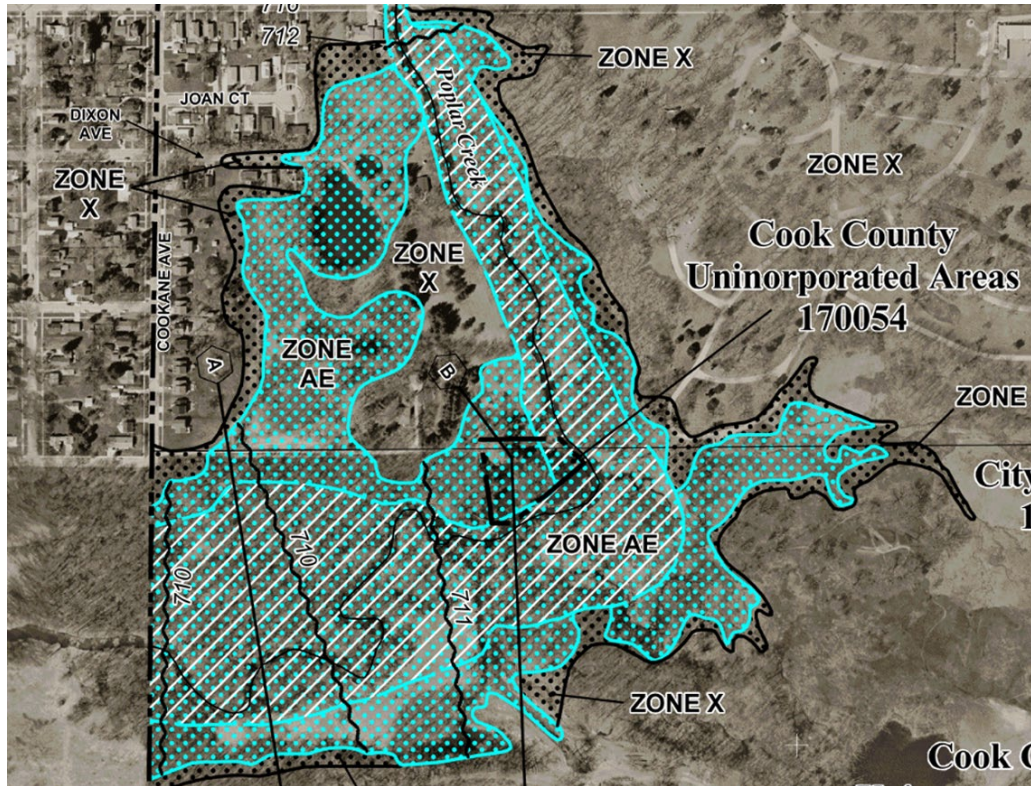 712
ZONE X
JOAN CT
Poplar Creek
DIXON
AVE
ZONE X
ZONE
X
Cook County
Uninorporated Areas
170054
ZONE
X
COOKANE AVE
ZONE
AE
A
B
ZONE
City
1
ZONE AE
710
710
711
ZONE X
Cook C